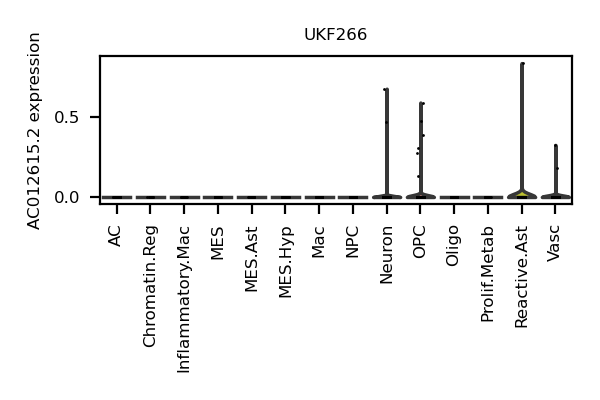 UKF266
AC012615.2 expression
0.5
0.0
AC
Chromatin.Reg
Inflammatory.Mac
MES
MES.Ast
MES.Hyp
Mac
NPC
Neuron
OPC
Oligo
Prolif.Metab
Reactive.Ast
Vasc